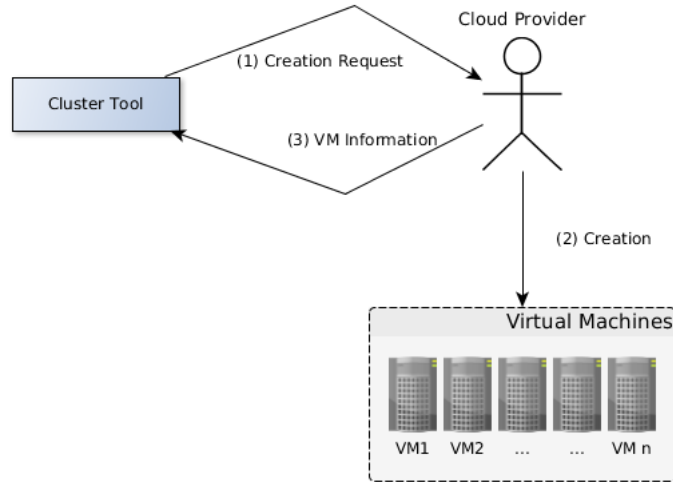 Cloud Provider
(1) Creation Request
Cluster Tool
(3) VM Information
(2) Creation
Virtual Machines
VM1 VM2 ... ... VM n